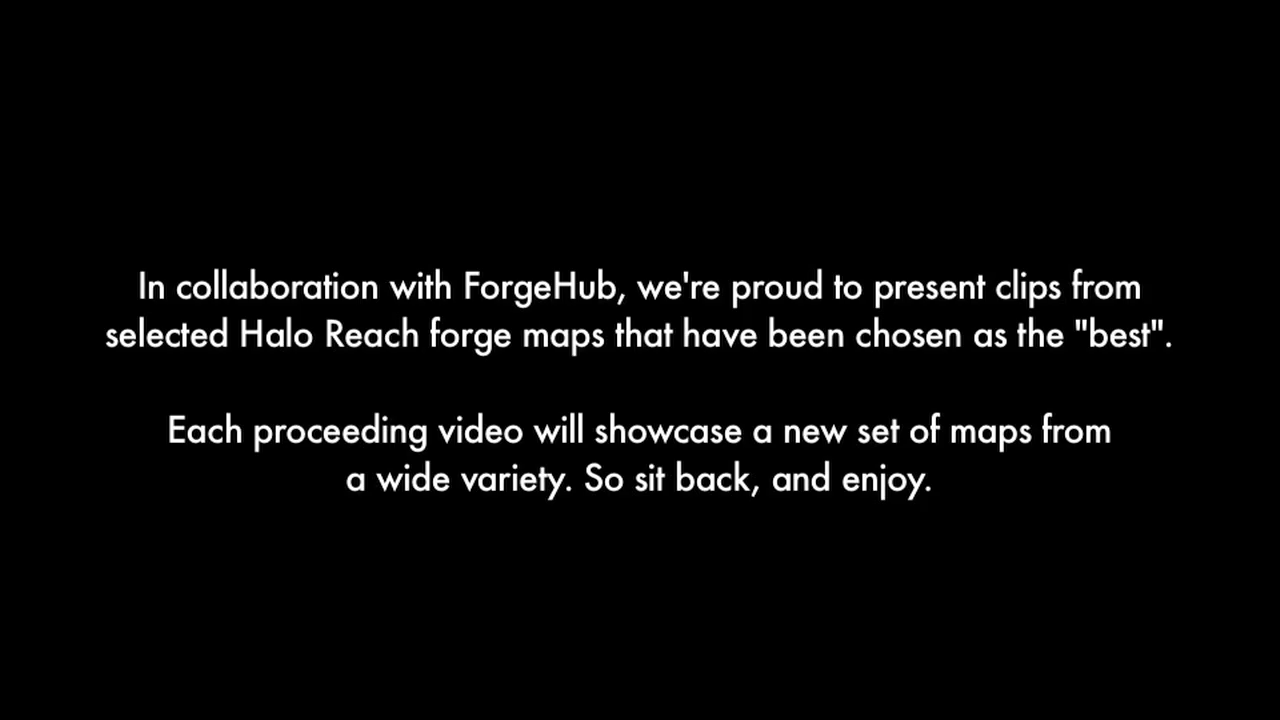 In collaboration with ForgeHub, we're proud to present clips from
selected Halo Reach forge maps that have been chosen as the "best".
Each proceeding video will showcase a new set of maps from
a wide variety. So sit back, and enjoy.